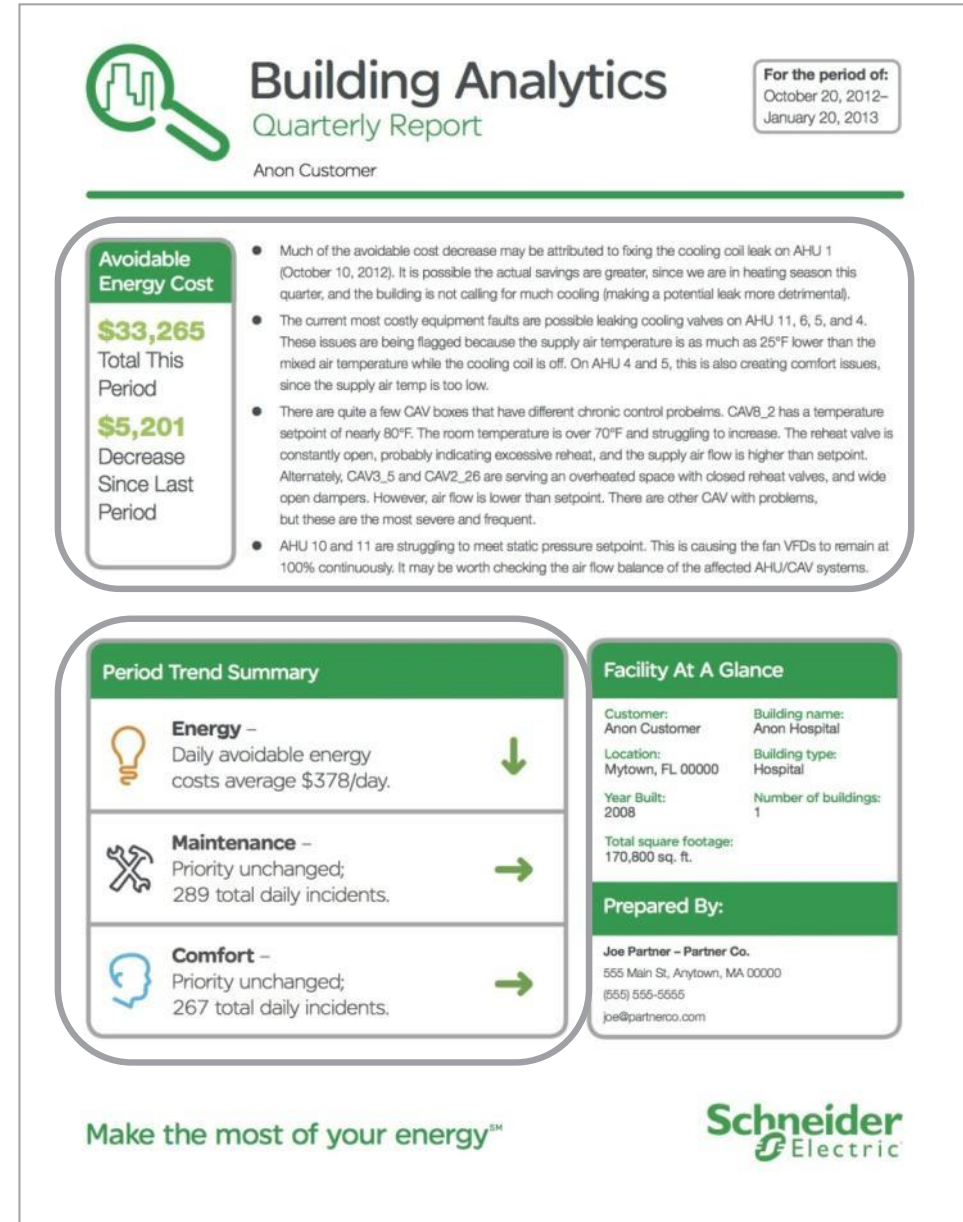 Building Analytics
Quarterly Report
Anon Customer
For the period of:
October 20, 2012–
January 20, 2013
Avoidable
Energy Cost
$33,265
Total This
Period
$5,201
Decrease
Since Last
Period
● Much of the avoidable cost decrease may be attributed to fixing the cooling coil leak on AHU 1
(October 10, 2012). It is possible the actual savings are greater, since we are in heating season this
quarter, and the building is not calling for much cooling (making a potential leak more detrimental).
● The current most costly equipment faults are possible leaking cooling valves on AHU 11, 6, 5, and 4.
These issues are being flagged because the supply air temperature is as much as 25°F lower than the
mixed air temperature while the cooling coil is off. On AHU 4 and 5, this is also creating comfort issues,
since the supply air temp is too low.
● There are quite a few CAV boxes that have different chronic control probelms. CAV8_2 has a temperature
setpoint of nearly 80°F. The room temperature is over 70°F and struggling to increase. The reheat valve is
constantly open, probably indicating excessive reheat, and the supply air flow is higher than setpoint.
Alternately, CAV3_5 and CAV2_26 are serving an overheated space with closed reheat valves, and wide
open dampers. However, air flow is lower than setpoint. There are other CAV with problems,
but these are the most severe and frequent.
● AHU 10 and 11 are struggling to meet static pressure setpoint. This is causing the fan VFDs to remain at
100% continuously. It may be worth checking the air flow balance of the affected AHU/CAV systems.
Period Trend Summary
Energy –
Daily avoidable energy
costs average $378/day.
Maintenance –
Priority unchanged;
289 total daily incidents.
Comfort –
Priority unchanged;
267 total daily incidents.
Facility At A Glance
Customer:
Anon Customer
Building name:
Anon Hospital
Location:
Mytown, FL 00000
Building type:
Hospital
Year Built:
2008
Number of buildings:
1
Total square footage:
170,800 sq. ft.
Prepared By:
Joe Partner – Partner Co.
555 Main St, Anytown, MA 00000
(555) 555-5555
joe@partnerco.com
Make the most of your energy℠
Schneider
Electric